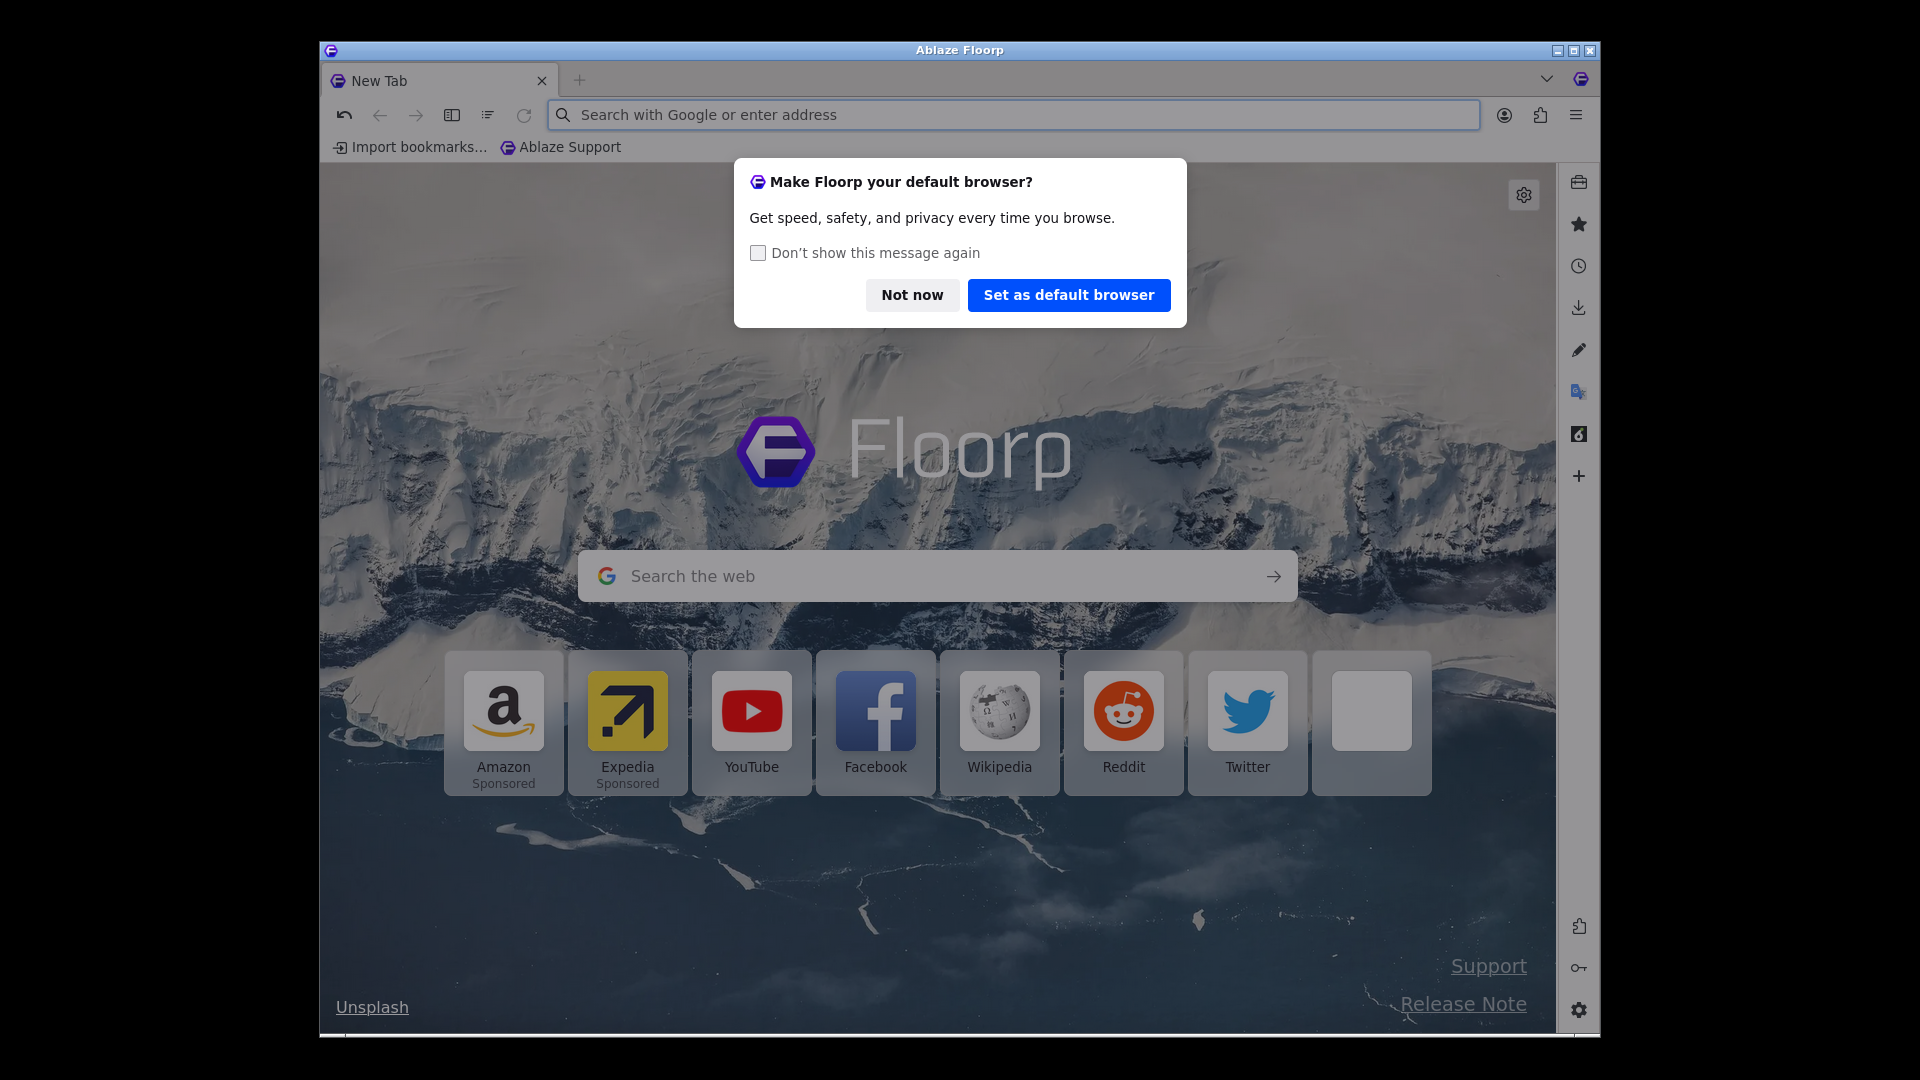 Ablaze Floorp
New Tab
Search with Google or enter address
Import bookmarks...
Ablaze Support
Make Floorp your default browser?
Get speed, safety, and privacy every time you browse.
Don’t show this message again
Not now
Set as default browser
Floorp
Search the web
Amazon
Sponsored
Expedia
Sponsored
YouTube
Facebook
Wikipedia
Reddit
Twitter
Support
Unsplash
Release Note